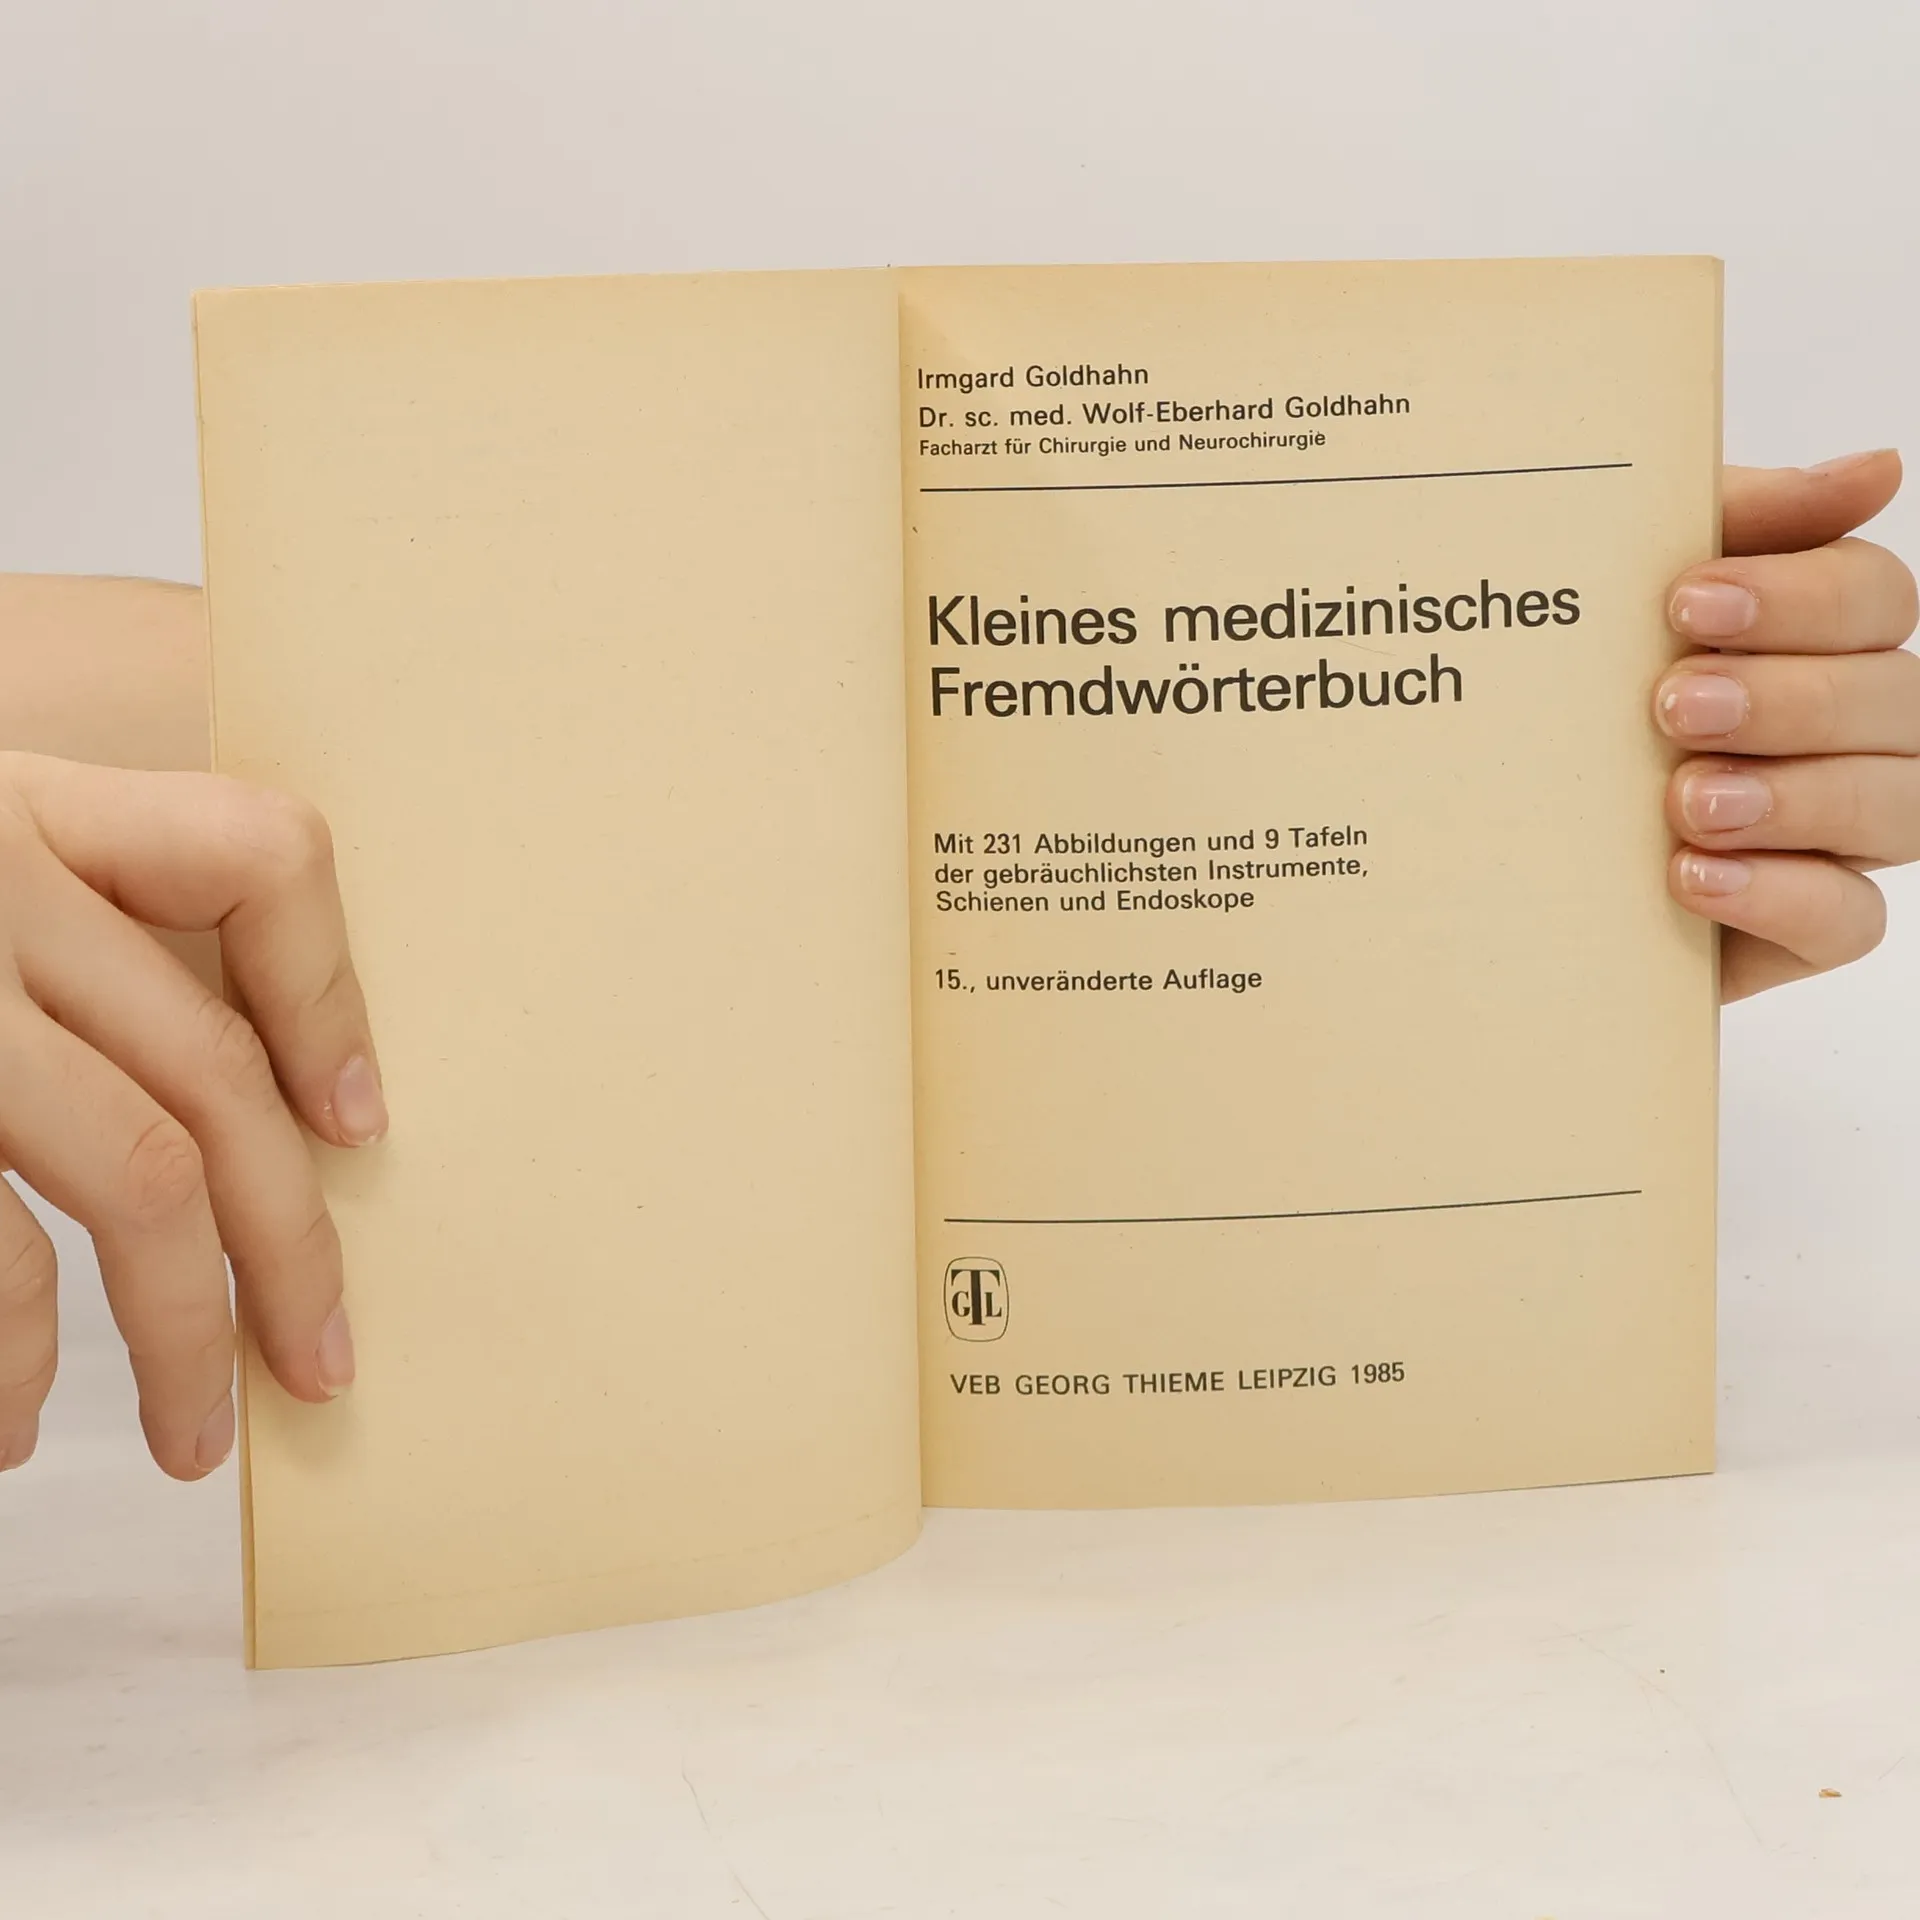 Irmgard Goldhahn
Dr. sc. med. Wolf-Eberhard Goldhahn
Facharzt für Chirurgie und Neurochirurgie
Kleines medizinisches
Fremdwörterbuch
Mit 231 Abbildungen und 9 Tafeln
der gebräuchlichsten Instrumente,
Schienen und Endoskope
15., unveränderte Auflage
GTL
VEB GEORG THIEME LEIPZIG 1985